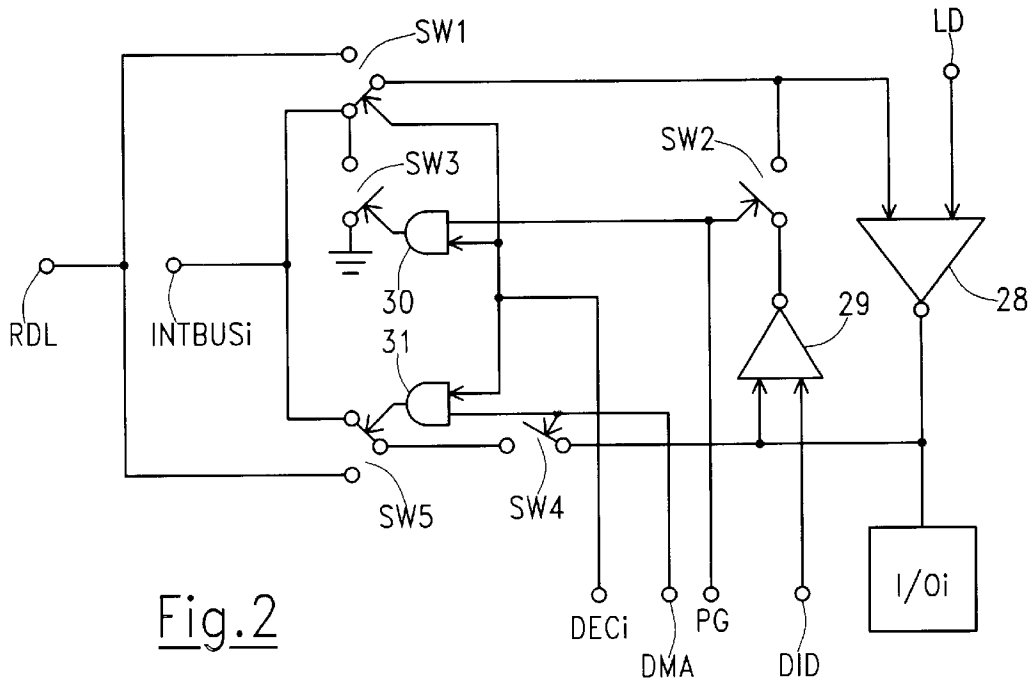 SW1
LD
SW2
SW3
30
28
29
RDL
INTBUSi
31
SW5
SW4
I/Oi
Fig.2
DECi
PG
DMA
DID